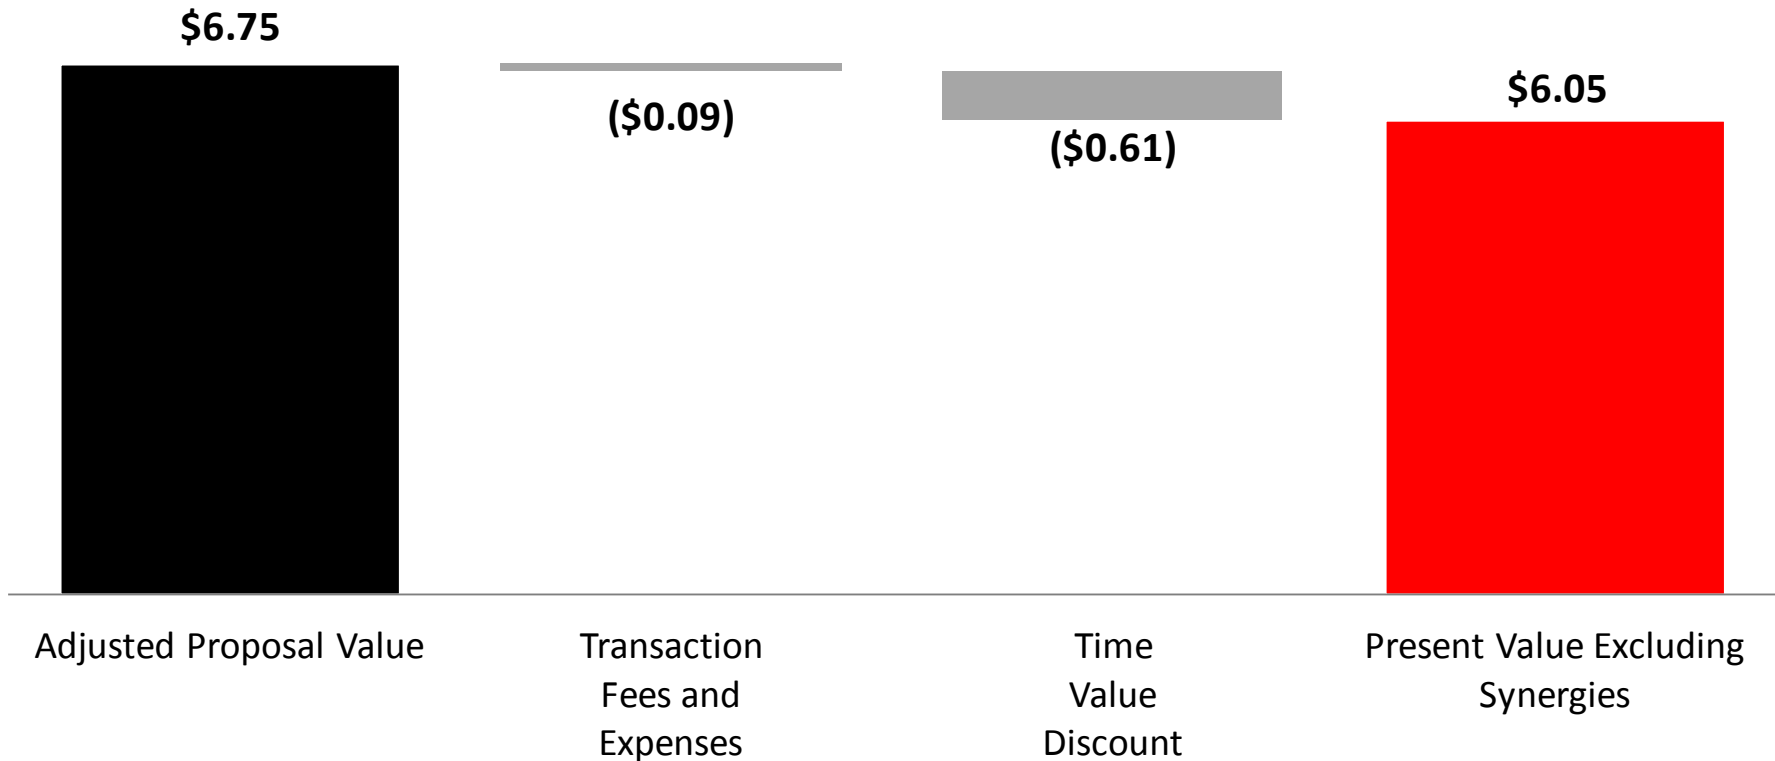 $6.75
($0.09)
($0.61)
$6.05
Adjusted Proposal Value
Transaction
Fees and
Expenses
Time
Value
Discount
Present Value Excluding
Synergies